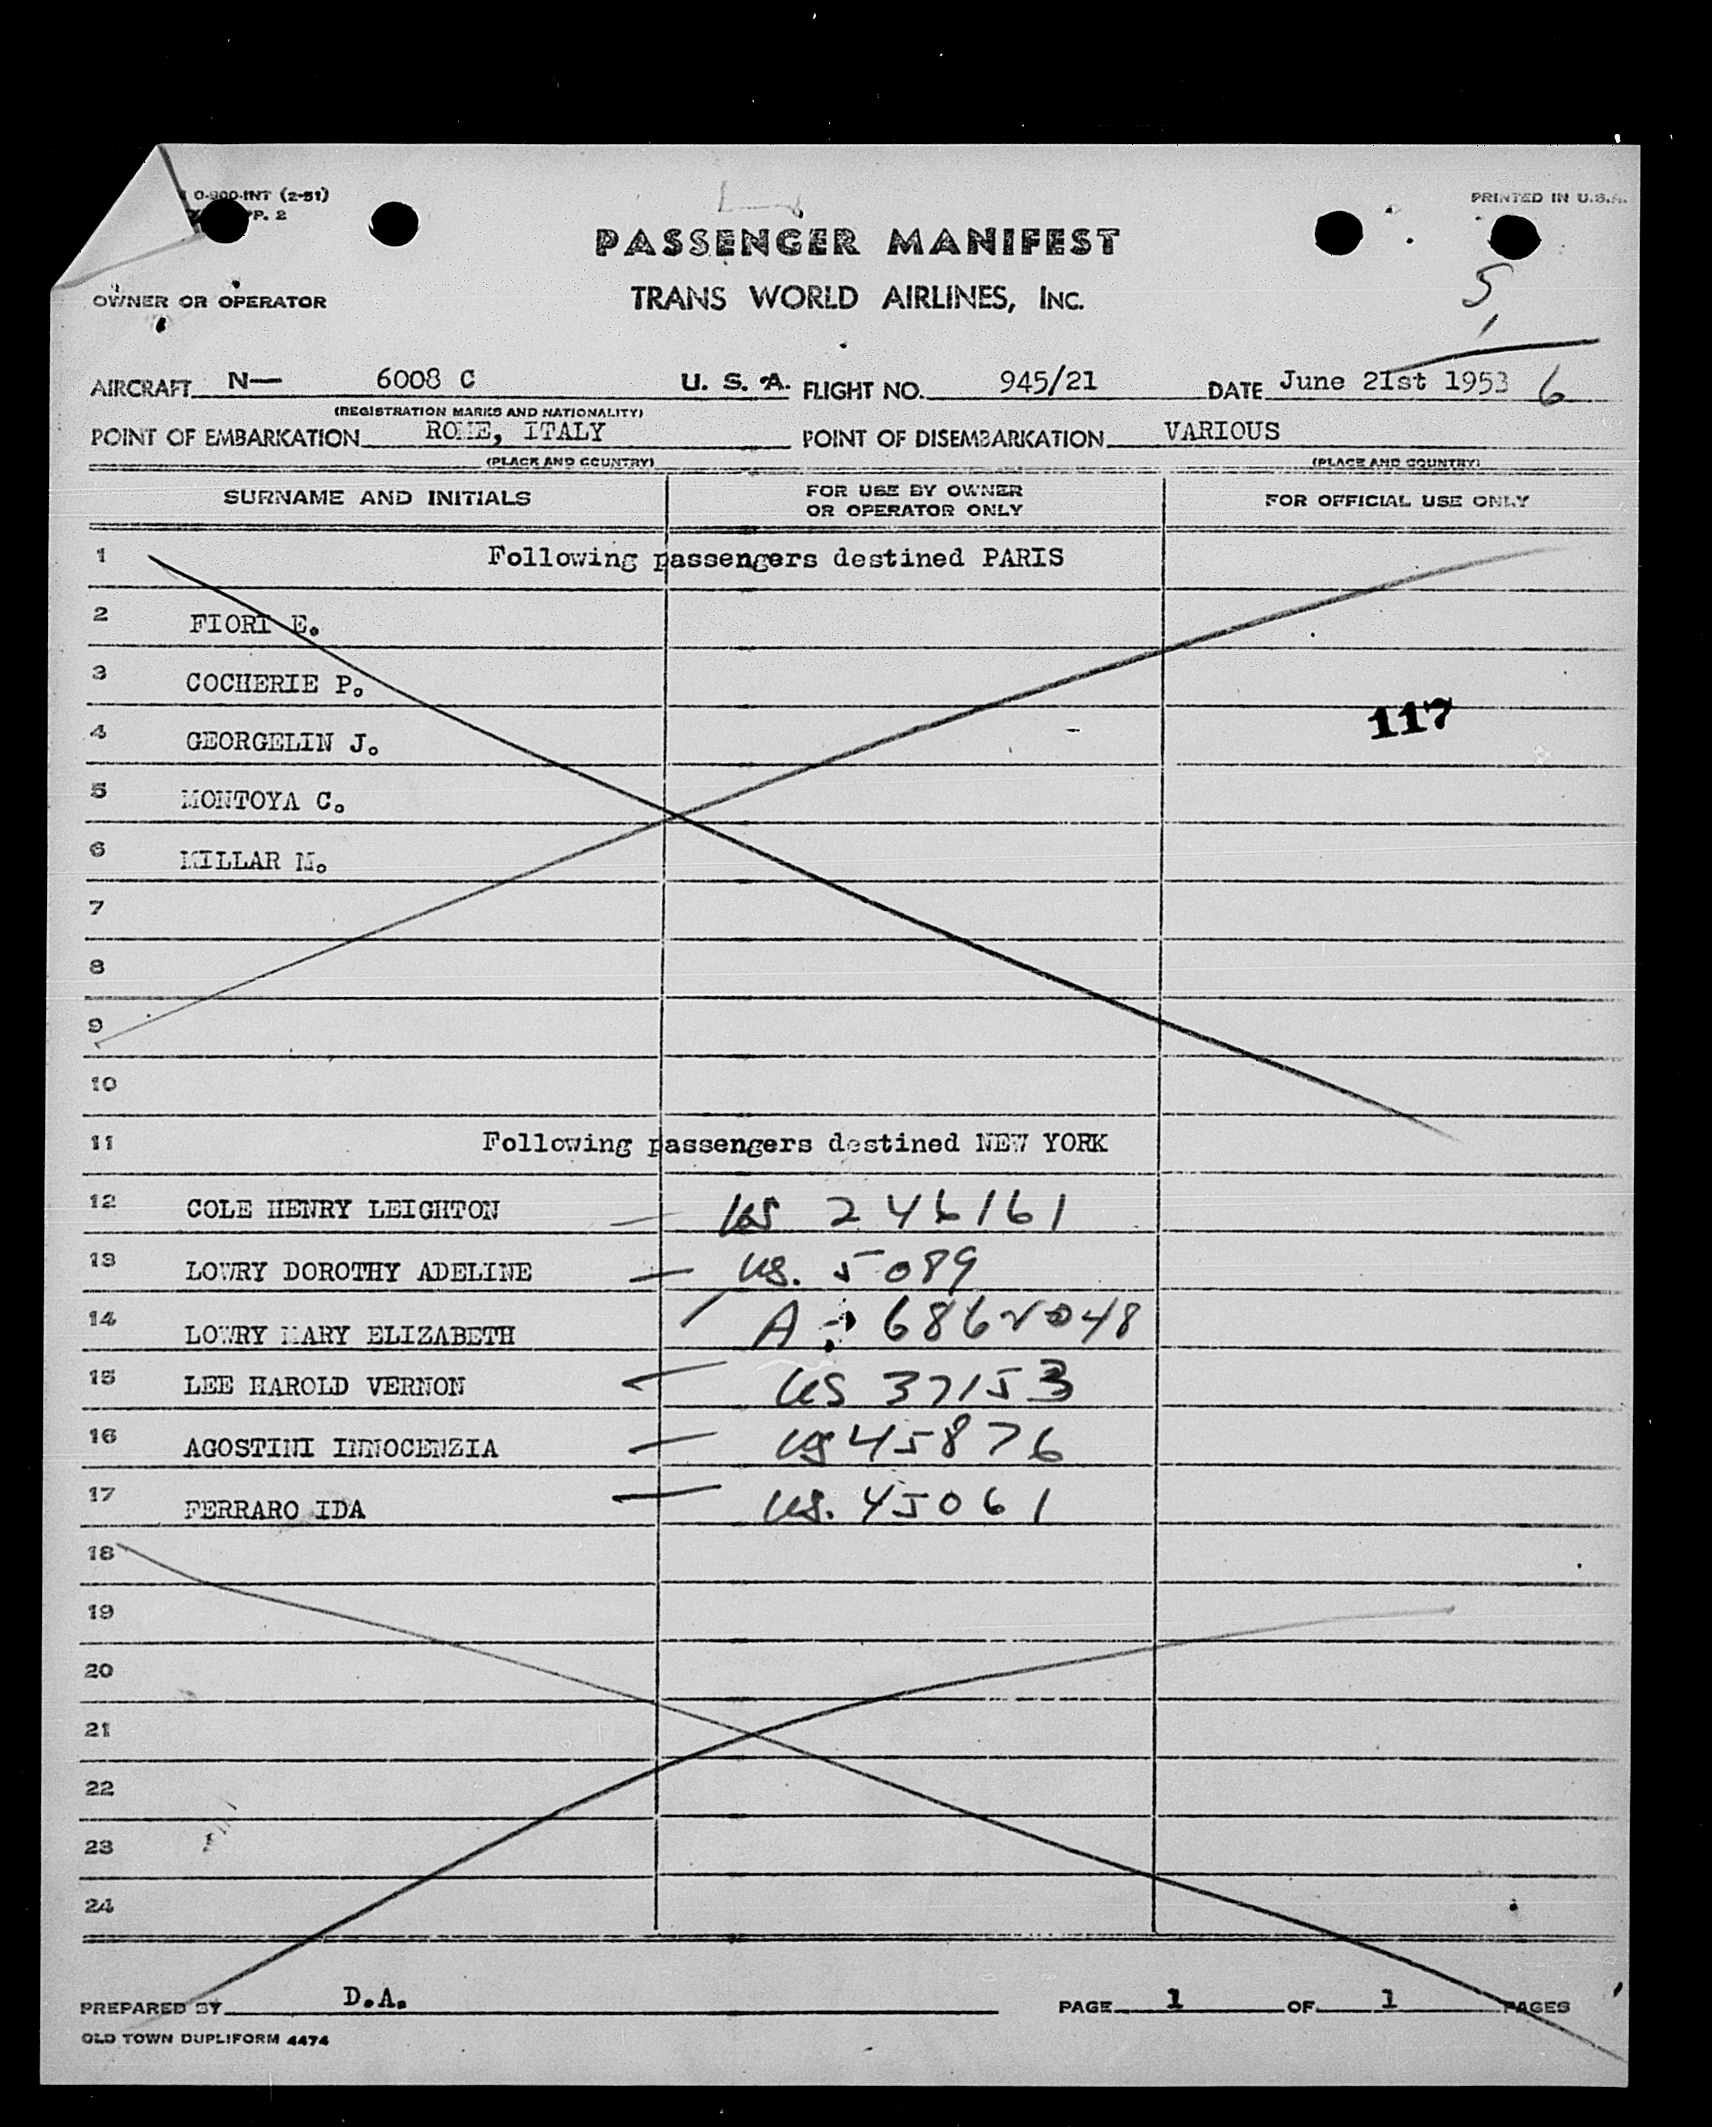 O-900-INT (2-51)
P. 2
PRINTED IN U.S.A.
PASSENGER MANIFEST
OWNER OR OPERATOR
TRANS WORLD AIRLINES, INC.
5
AIRCRAFT N— 6008 C U. S. A. FLIGHT NO. 945/21 DATE June 21st 1953 6
(REGISTRATION MARKS AND NATIONALITY)
POINT OF EMBARKATION ROME, ITALY POINT OF DISEMBARKATION VARIOUS
(PLACE AND COUNTRY) (PLACE AND COUNTRY)
SURNAME AND INITIALS FOR USE BY OWNER OR OPERATOR ONLY FOR OFFICIAL USE ONLY
1 Following passengers destined PARIS
2 FIORI E.
3 COCHERIE P.
4 GEORGELIN J.
117
5 MONTOYA C.
6 MILLAR M.
7
8
9
10
11 Following passengers destined NEW YORK
12 COLE HENRY LEIGHTON — US 246161
13 LOWRY DOROTHY ADELINE — US. 5089
14 LOWRY MARY ELIZABETH A - 6862048
15 LEE HAROLD VERNON — US 37153
16 AGOSTINI INNOCENZIA — US 45876
17 FERRARO IDA — US. 45061
18
19
20
21
22
23
24
PREPARED BY D.A. PAGE 1 OF 1 PAGES
OLD TOWN DUPLIFORM 4474